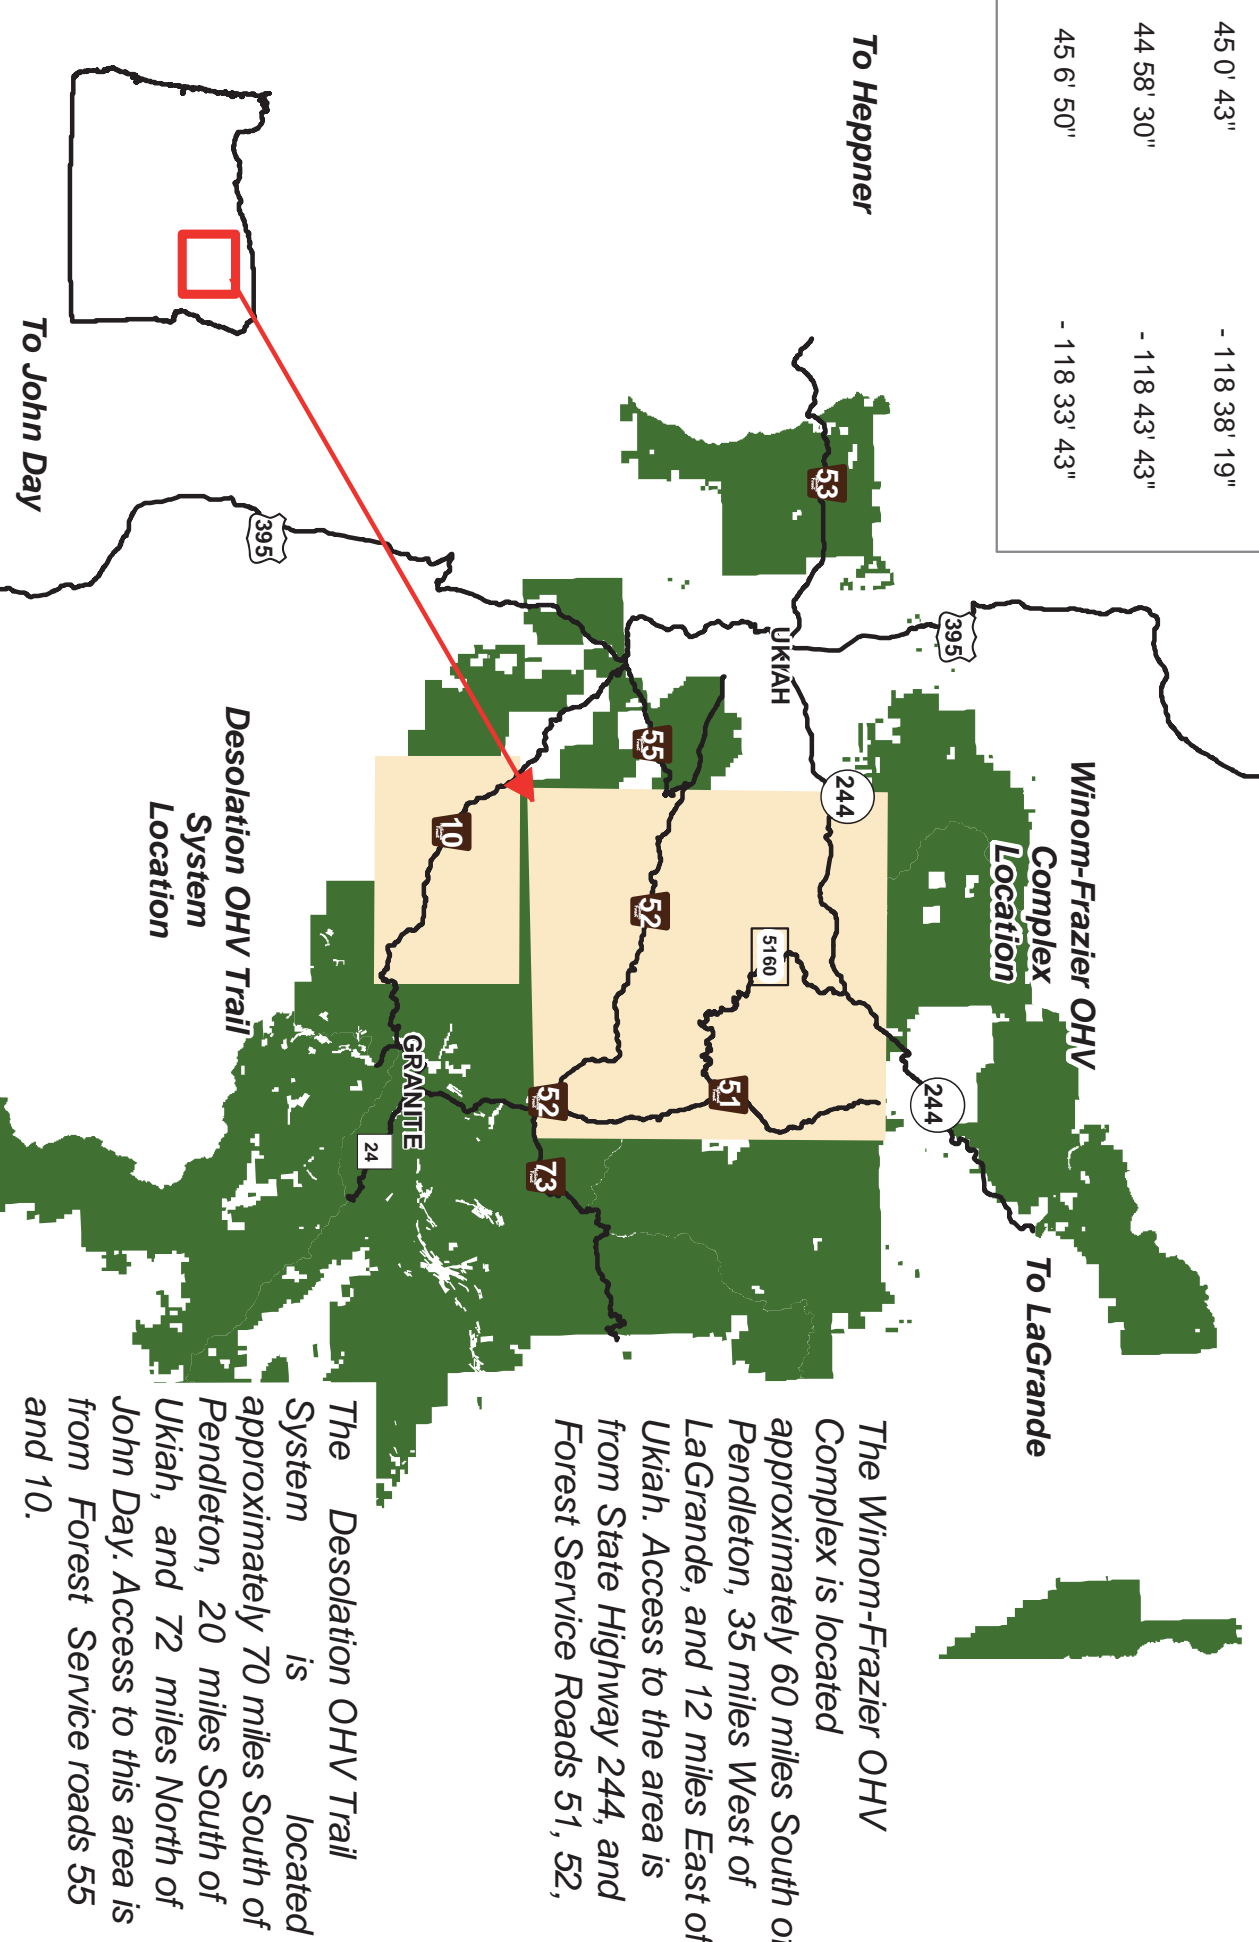 45 0' 43" - 118 38' 19"
44 58' 30" - 118 43' 43"
45 6' 50" - 118 33' 43"
To Heppner
Winom-Frazier OHV
Complex
Location
To LaGrande
395
244
244
53
UKIAH
5160
51
55
52
52
73
10
GRANITE
24
395
To John Day
Desolation OHV Trail
System
Location
The Winom-Frazier OHV
Complex is located
approximately 60 miles South of
Pendleton, 35 miles West of
LaGrande, and 12 miles East of
Ukiah. Access to the area is
from State Highway 244, and
Forest Service Roads 51, 52,
The Desolation OHV Trail
System is located
approximately 70 miles South of
Pendleton, 20 miles South of
Ukiah, and 72 miles North of
John Day. Access to this area is
from Forest Service roads 55
and 10.